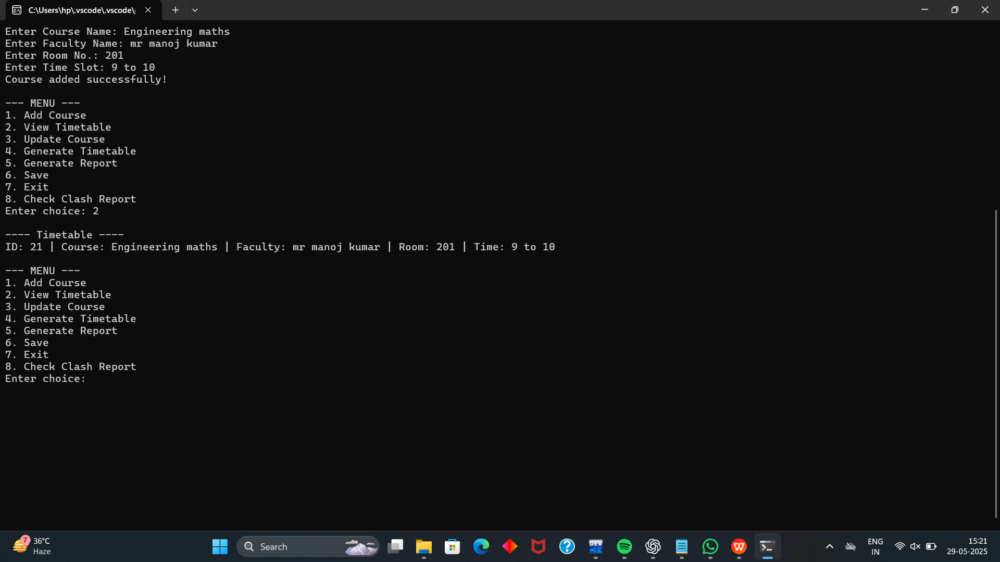 C:\Users\hp\.vscode\.vscode\
Enter Course Name: Engineering maths
Enter Faculty Name: mr manoj kumar
Enter Room No.: 201
Enter Time Slot: 9 to 10
Course added successfully!
--- MENU ---
1. Add Course
2. View Timetable
3. Update Course
4. Generate Timetable
5. Generate Report
6. Save
7. Exit
8. Check Clash Report
Enter choice: 2
---- Timetable ----
ID: 21 | Course: Engineering maths | Faculty: mr manoj kumar | Room: 201 | Time: 9 to 10
--- MENU ---
1. Add Course
2. View Timetable
3. Update Course
4. Generate Timetable
5. Generate Report
6. Save
7. Exit
8. Check Clash Report
Enter choice:
7
36°C
Haze
Search
DEV
C++
W
ENG
IN
15:21
29-05-2025